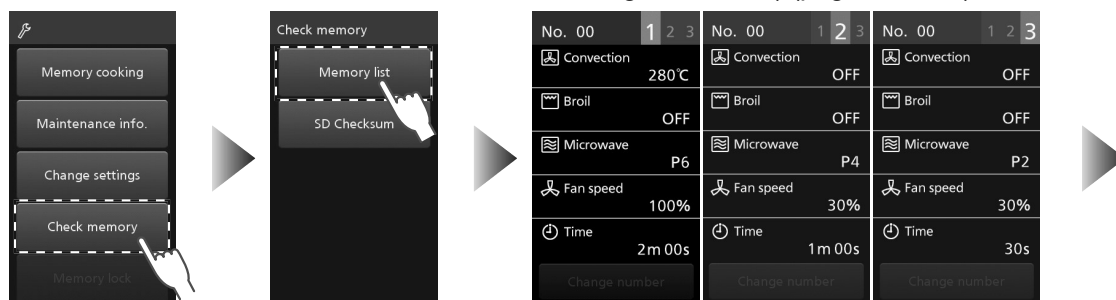 Memory cooking
Maintenance info.
Change settings
Check memory
Memory lock
Check memory
Memory list
SD Checksum
No. 00 1 2 3
Convection
280℃
Broil
OFF
Microwave
P6
Fan speed
100%
Time
2m 00s
Change number
No. 00 1 2 3
Convection
OFF
Broil
OFF
Microwave
P4
Fan speed
30%
Time
1m 00s
Change number
No. 00 1 2 3
Convection
OFF
Broil
OFF
Microwave
P2
Fan speed
30%
Time
30s
Change number